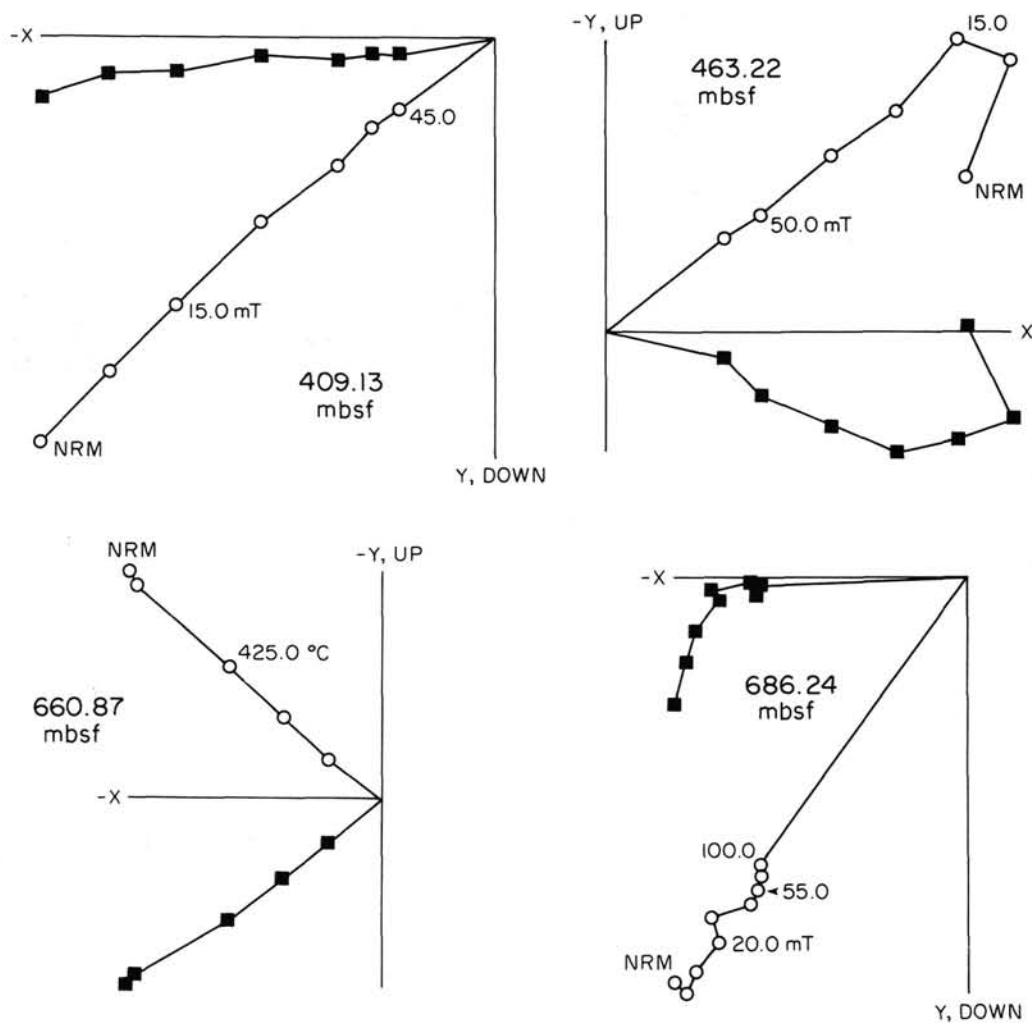 -X
45.0
15.0 mT
409.13
mbsf
NRM
Y, DOWN
-Y, UP
15.0
463.22
mbsf
NRM
50.0 mT
X
NRM
-Y, UP
425.0 °C
660.87
mbsf
-X
-X
686.24
mbsf
100.0
55.0
20.0 mT
NRM
Y, DOWN